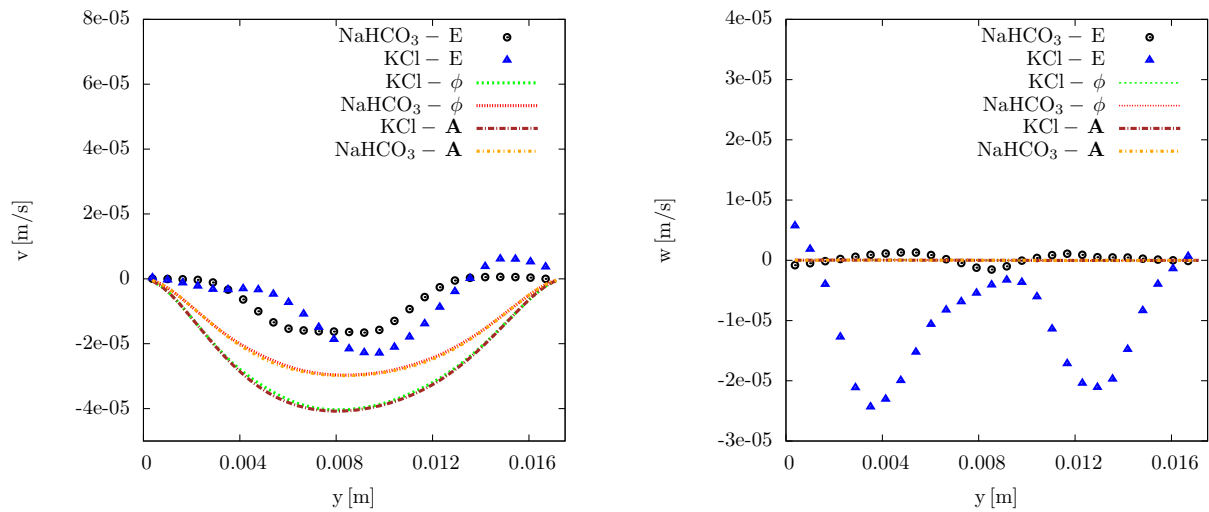 8e-05
6e-05
4e-05
2e-05
0
-2e-05
-4e-05
v [m/s]
NaHCO₃ − E
KCl − E
KCl − ϕ
NaHCO₃ − ϕ
KCl − A
NaHCO₃ − A
0 0.004 0.008 0.012 0.016
y [m]
4e-05
3e-05
2e-05
1e-05
0
-1e-05
-2e-05
-3e-05
w [m/s]
NaHCO₃ − E
KCl − E
KCl − ϕ
NaHCO₃ − ϕ
KCl − A
NaHCO₃ − A
0 0.004 0.008 0.012 0.016
y [m]